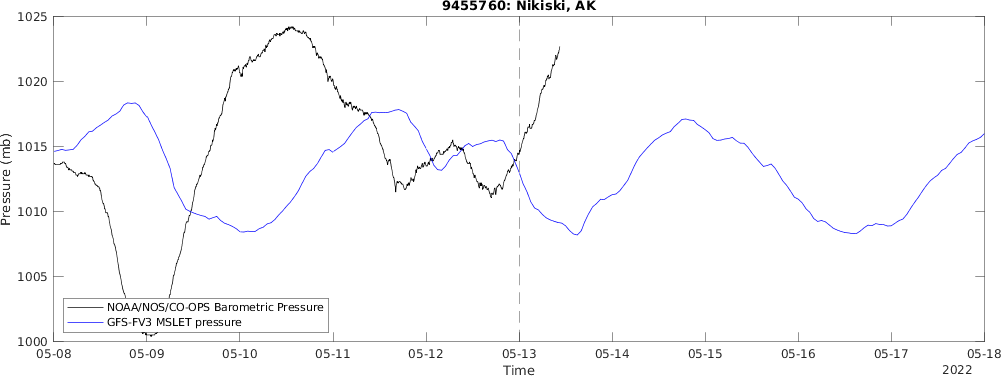 9455760: Nikiski, AK
Pressure (mb)
1025
1020
1015
1010
1005
1000
NOAA/NOS/CO-OPS Barometric Pressure
GFS-FV3 MSLET pressure
05-08 05-09 05-10 05-11 05-12 05-13 05-14 05-15 05-16 05-17 05-18
Time
2022